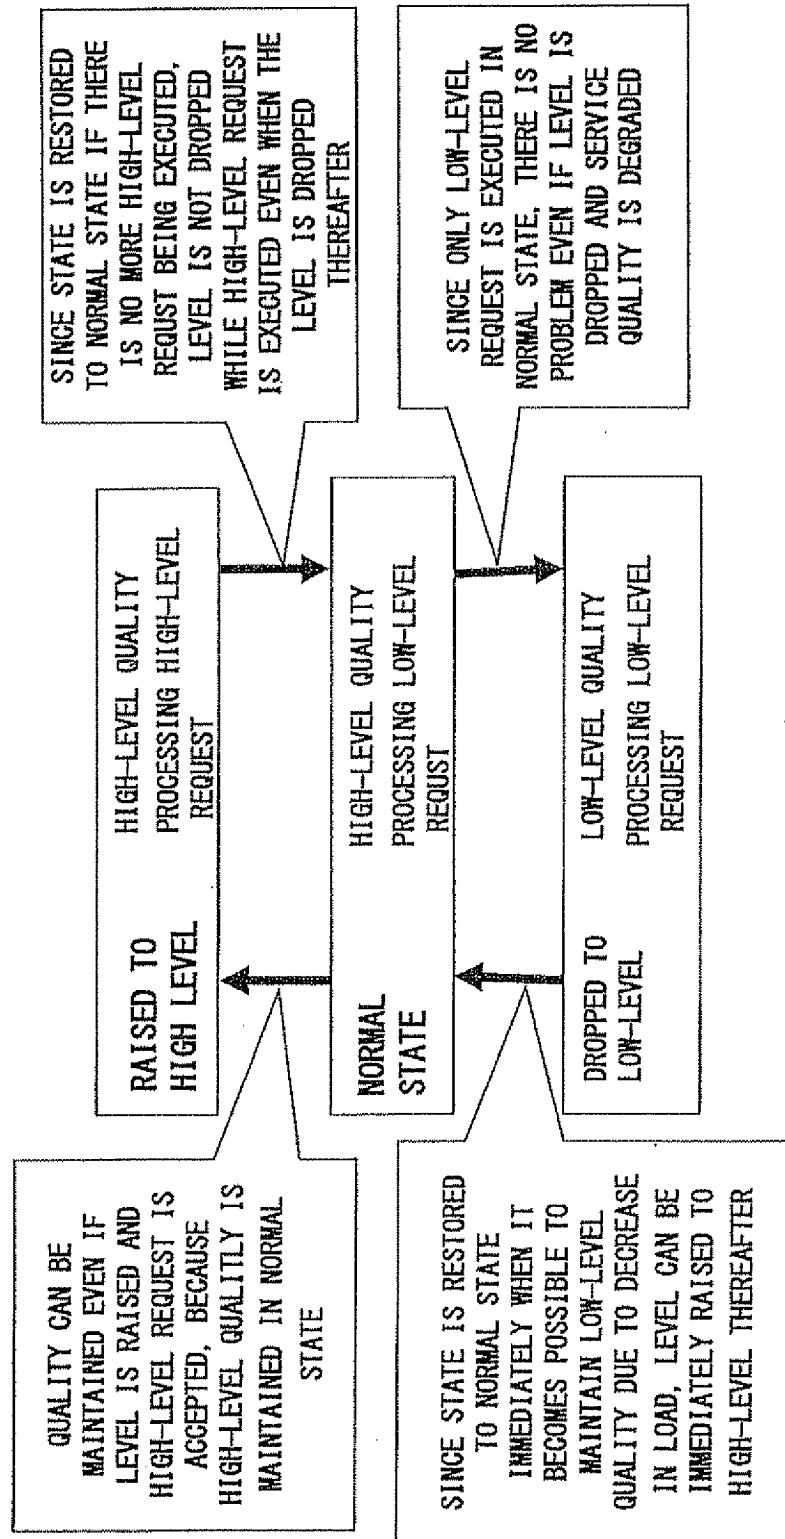 QUALITY CAN BE
MAINTAINED EVEN IF
LEVEL IS RAISED AND
HIGH-LEVEL REQUEST IS
ACCEPTED, BECAUSE
HIGH-LEVEL QUALITLY IS
MAINTAINED IN NORMAL
STATE
RAISED TO
HIGH LEVEL
HIGH-LEVEL QUALITY
PROCESSING HIGH-LEVEL
REQUEST
SINCE STATE IS RESTORED
TO NORMAL STATE IF THERE
IS NO MORE HIGH-LEVEL
REQUST BEING EXECUTED,
LEVEL IS NOT DROPPED
WHILE HIGH-LEVEL REQUEST
IS EXECUTED EVEN WHEN THE
LEVEL IS DROPPED
THEREAFTER
NORMAL
STATE
HIGH-LEVEL QUALITY
PROCESSING LOW-LEVEL
REQUST
SINCE STATE IS RESTORED
TO NORMAL STATE
IMMEDIATELY WHEN IT
BECOMES POSSIBLE TO
MAINTAIN LOW-LEVEL
QUALITY DUE TO DECREASE
IN LOAD, LEVEL CAN BE
IMMEDIATELY RAISED TO
HIGH-LEVEL THEREAFTER
DROPPED TO
LOW-LEVEL
LOW-LEVEL QUALITY
PROCESSING LOW-LEVEL
REQUEST
SINCE ONLY LOW-LEVEL
REQUEST IS EXECUTED IN
NORMAL STATE, THERE IS NO
PROBLEM EVEN IF LEVEL IS
DROPPED AND SERVICE
QUALITY IS DEGRADED